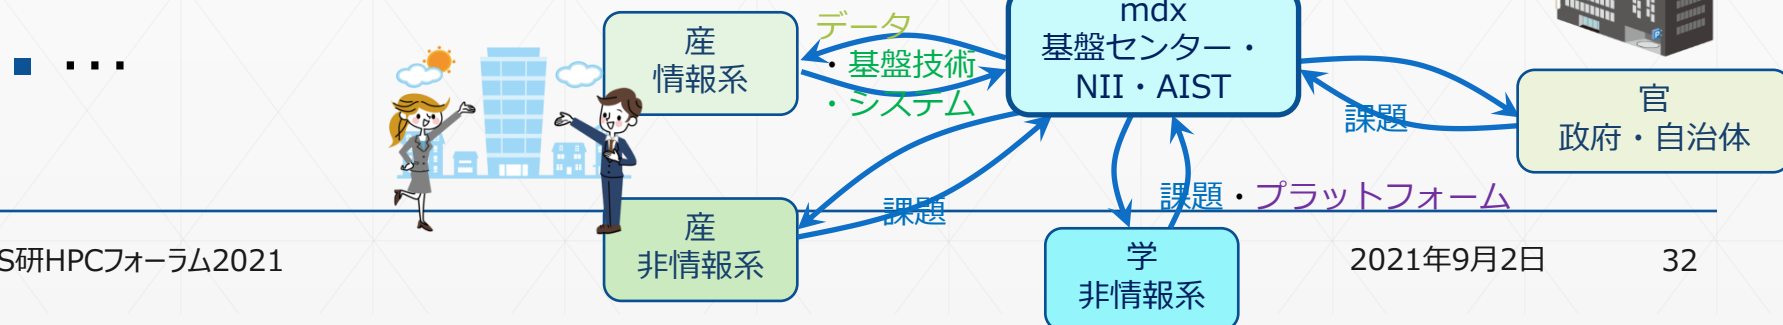 ■ …
産
情報系
データ
・基盤技術
・システム
mdx
基盤センター・
NII・AIST
課題
官
政府・自治体
課題
産
非情報系
課題・プラットフォーム
学
非情報系
S研HPCフォーラム2021
2021年9月2日
32